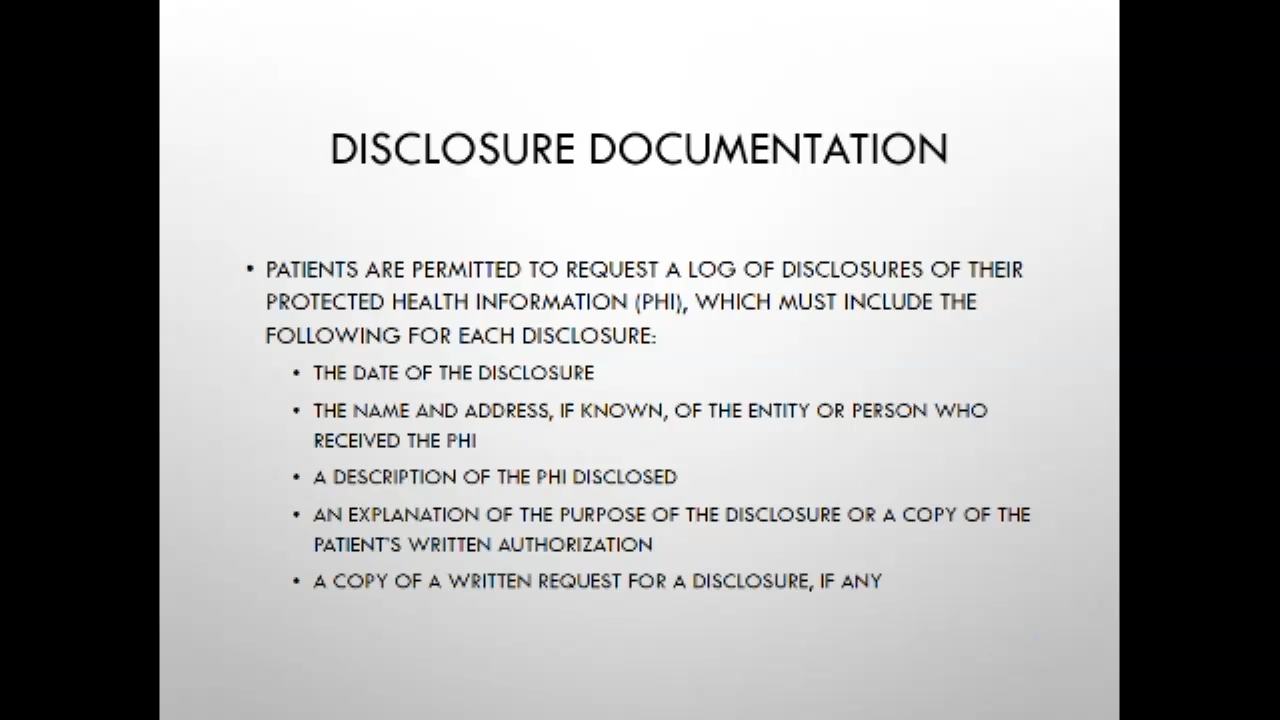 DISCLOSURE DOCUMENTATION
• PATIENTS ARE PERMITTED TO REQUEST A LOG OF DISCLOSURES OF THEIR
PROTECTED HEALTH INFORMATION (PHI), WHICH MUST INCLUDE THE
FOLLOWING FOR EACH DISCLOSURE:
• THE DATE OF THE DISCLOSURE
• THE NAME AND ADDRESS, IF KNOWN, OF THE ENTITY OR PERSON WHO
RECEIVED THE PHI
• A DESCRIPTION OF THE PHI DISCLOSED
• AN EXPLANATION OF THE PURPOSE OF THE DISCLOSURE OR A COPY OF THE
PATIENT'S WRITTEN AUTHORIZATION
• A COPY OF A WRITTEN REQUEST FOR A DISCLOSURE, IF ANY